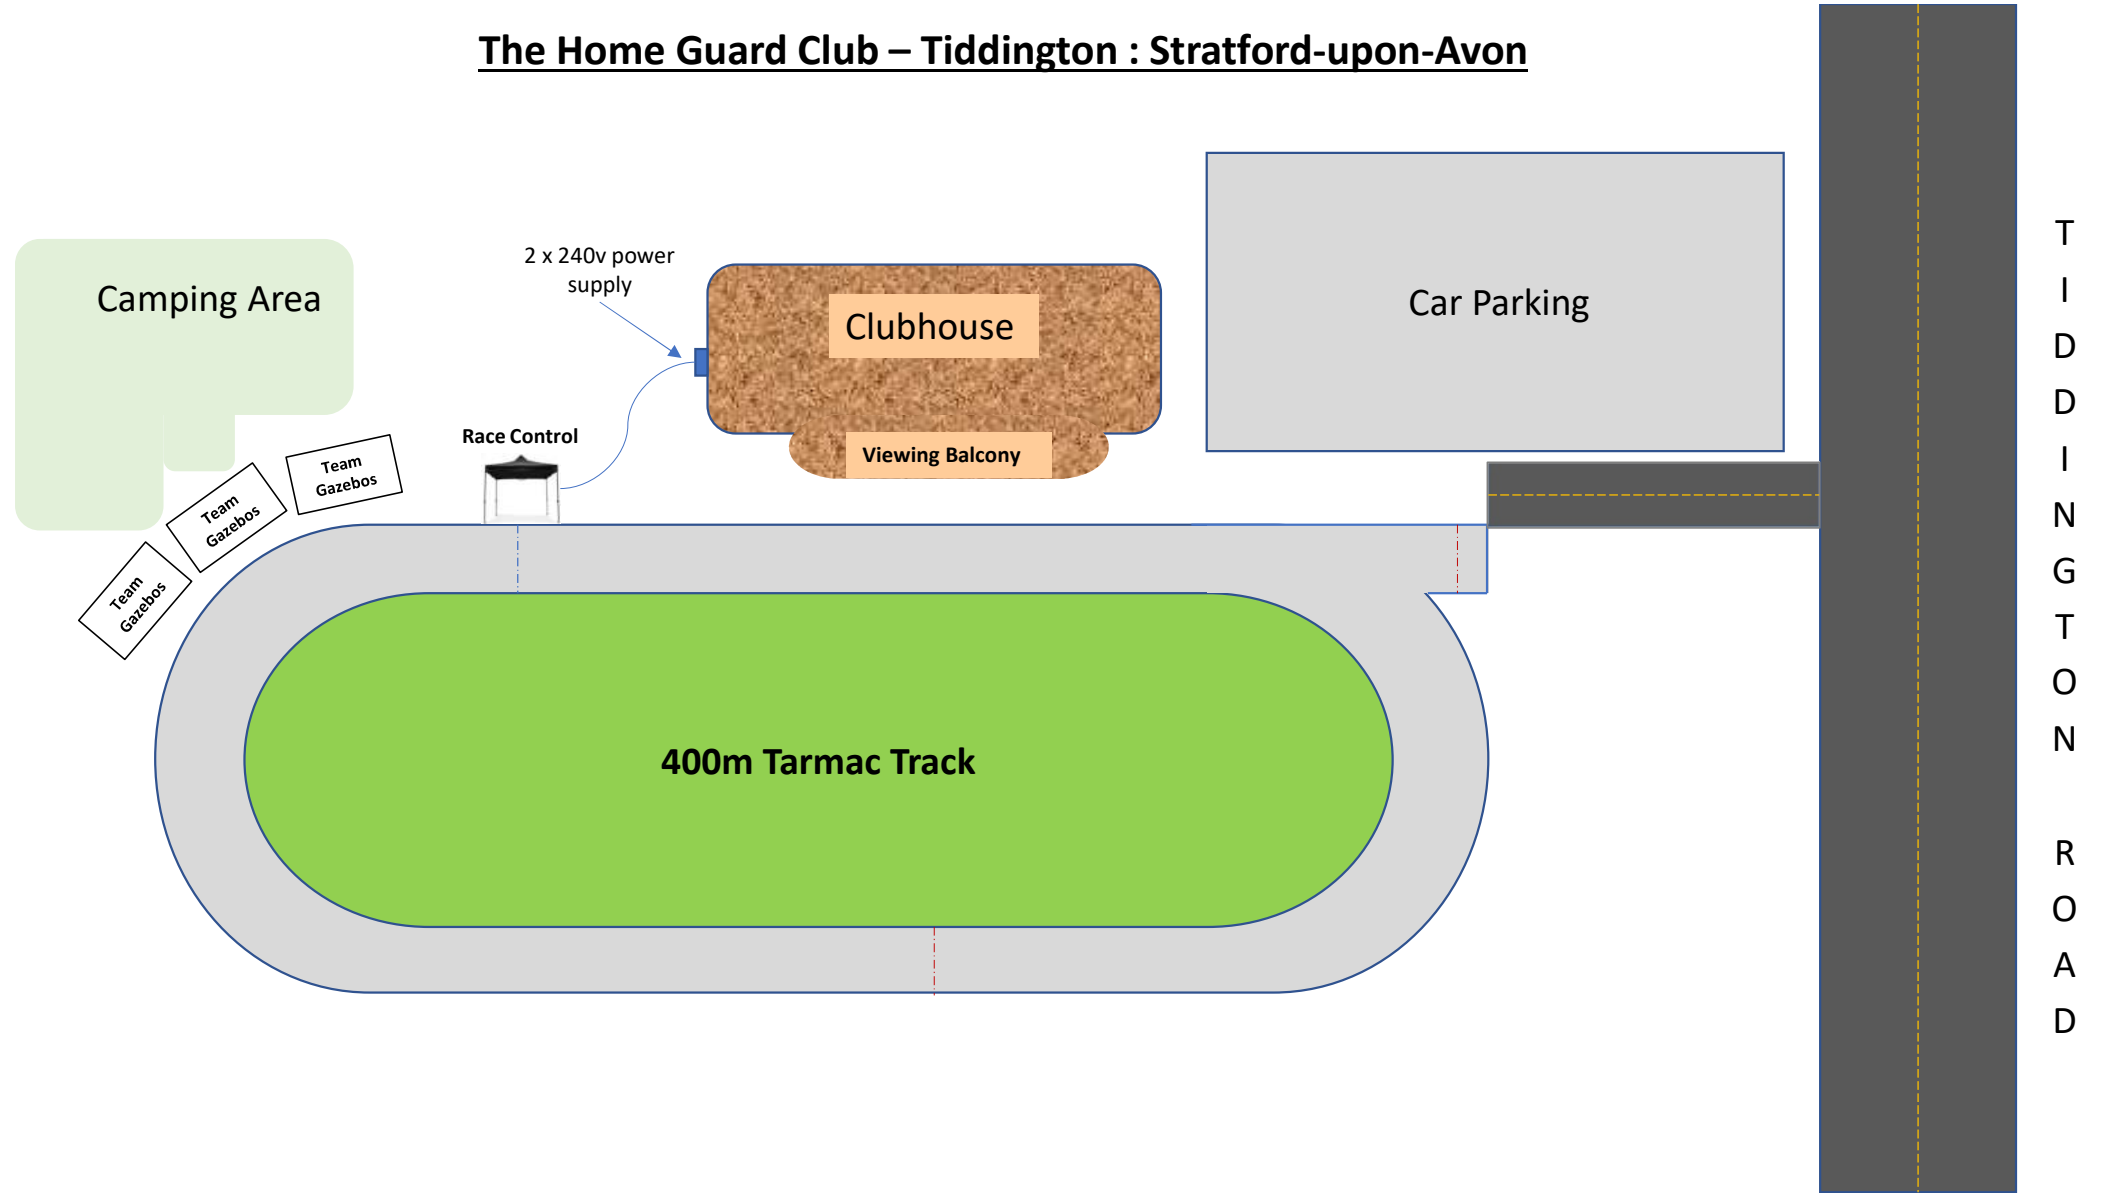 The Home Guard Club – Tiddington : Stratford-upon-Avon
2 x 240v power
supply
Camping Area
Clubhouse
Car Parking
Race Control
Viewing Balcony
Team
Gazebos
Team
Gazebos
Team
Gazebos
400m Tarmac Track
T
I
D
D
I
N
G
T
O
N
R
O
A
D